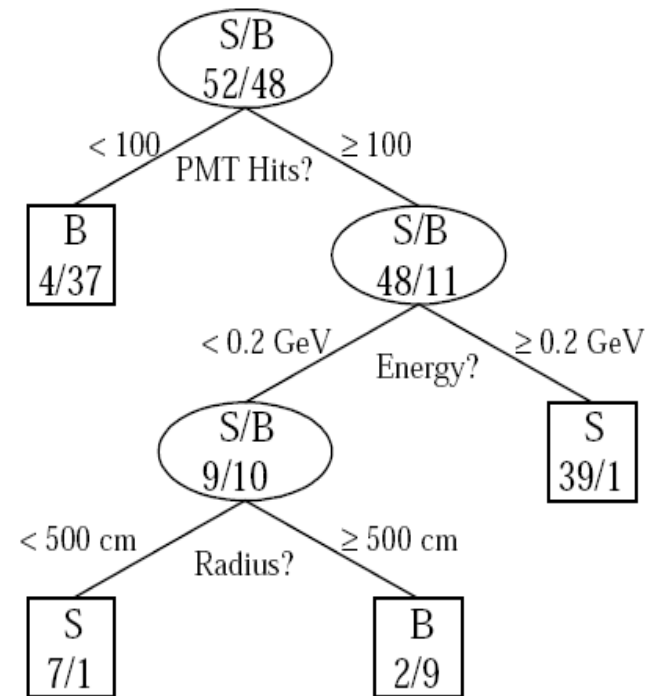 S/B
52/48
< 100
PMT Hits?
≥ 100
B
4/37
S/B
48/11
< 0.2 GeV
Energy?
≥ 0.2 GeV
S/B
9/10
S
39/1
< 500 cm
Radius?
≥ 500 cm
S
7/1
B
2/9